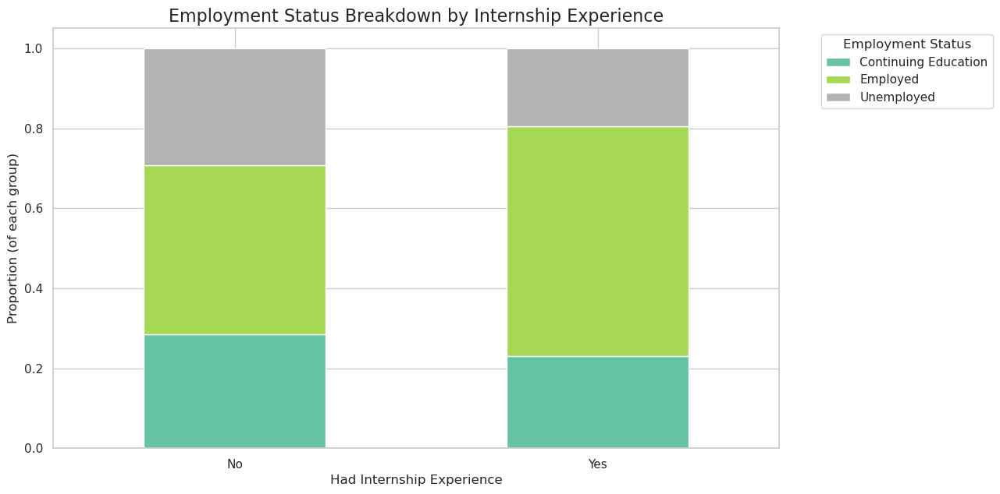 Employment Status Breakdown by Internship Experience
Employment Status
Continuing Education
Employed
Unemployed
Proportion (of each group)
1.0
0.8
0.6
0.4
0.2
0.0
No
Yes
Had Internship Experience